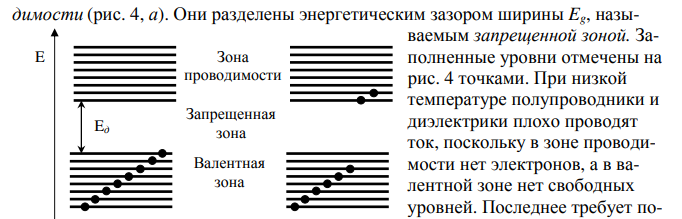 димости (рис. 4, а). Они разделены энергетическим зазором ширины Eg, назы-
ваемым запрещенной зоной. За-
полненные уровни отмечены на
рис. 4 точками. При низкой
температуре полупроводники и
диэлектрики плохо проводят
ток, поскольку в зоне проводи-
мости нет электронов, а в ва-
лентной зоне нет свободных
уровней. Последнее требует по-
E
Зона
проводимости
Запрещенная
зона
Eд
Валентная
зона